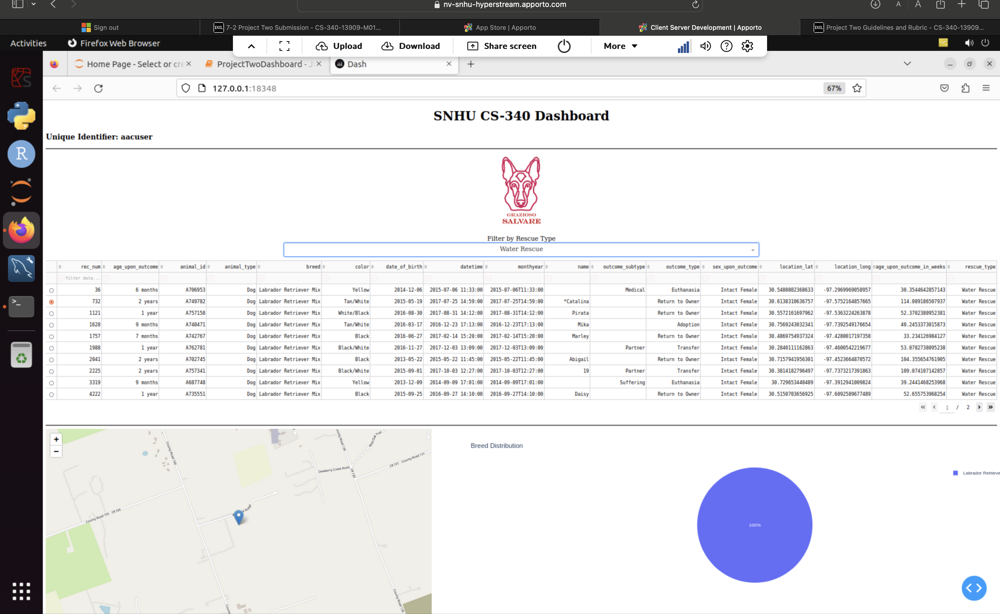 nv-snhu-hyperstream.apporto.com
A A
Sign out
D2L 7-2 Project Two Submission - CS-340-13909-M01...
App Store | Apporto
Client Server Development | Apporto
D2L Project Two Guidelines and Rubric - CS-340-13909...
Activities
Firefox Web Browser
Upload
Download
Share screen
More
Home Page - Select or cre
ProjectTwoDashboard - J
Dash
127.0.0.1:18348
67%
SNHU CS-340 Dashboard
Unique Identifier: aacuser
GRAZIOSO
SALVARE
Filter by Rescue Type
Water Rescue
rec_num age_upon_outcome animal_id animal_type breed color date_of_birth datetime monthyear name outcome_subtype outcome_type sex_upon_outcome location_lat location_long age_upon_outcome_in_weeks rescue_type
filter data...
36 6 months A706953 Dog Labrador Retriever Mix Yellow 2014-12-06 2015-07-06 11:33:00 2015-07-06T11:33:00 Medical Euthanasia Intact Female 30.5480802368633 -97.2969969058957 30.3544642857143 Water Rescue
732 2 years A749782 Dog Labrador Retriever Mix Tan/White 2015-05-19 2017-07-25 14:59:00 2017-07-25T14:59:00 *Catalina Return to Owner Intact Female 30.6138310636757 -97.5752164857665 114.089186507937 Water Rescue
1121 1 year A757158 Dog Labrador Retriever Mix White/Black 2016-08-30 2017-08-31 14:12:00 2017-08-31T14:12:00 Pirata Return to Owner Intact Female 30.5572161697962 -97.5363224263878 52.3702380952381 Water Rescue
1628 9 months A740471 Dog Labrador Retriever Mix Tan/White 2016-03-17 2016-12-23 17:13:00 2016-12-23T17:13:00 Mika Adoption Intact Female 30.7569243032341 -97.7392549176654 40.2453373015873 Water Rescue
1757 7 months A742767 Dog Labrador Retriever Mix Black 2016-06-27 2017-02-14 15:20:00 2017-02-14T15:20:00 Marley Return to Owner Intact Female 30.4869754937324 -97.4280017197358 33.234126984127 Water Rescue
1988 1 year A762781 Dog Labrador Retriever Mix Black/White 2016-11-27 2017-12-03 13:09:00 2017-12-03T13:09:00 Partner Transfer Intact Female 30.2840111162863 -97.4600542219677 53.0782738095238 Water Rescue
2041 2 years A702745 Dog Labrador Retriever Mix Black 2013-05-22 2015-05-22 11:45:00 2015-05-22T11:45:00 Abigail Return to Owner Intact Female 30.7157941956301 -97.4523664870572 104.355654761905 Water Rescue
2225 2 years A757341 Dog Labrador Retriever Mix Black/White 2015-09-01 2017-10-03 12:27:00 2017-10-03T12:27:00 19 Partner Transfer Intact Female 30.3814182796497 -97.7373217391863 109.074107142857 Water Rescue
3319 9 months A687748 Dog Labrador Retriever Mix Yellow 2013-12-09 2014-09-09 17:01:00 2014-09-09T17:01:00 Suffering Euthanasia Intact Female 30.729653440489 -97.3912941009824 39.2441468253968 Water Rescue
4222 1 year A735551 Dog Labrador Retriever Mix Black 2015-09-25 2016-09-27 14:10:00 2016-09-27T14:10:00 Daisy Return to Owner Intact Female 30.5150703656925 -97.6092589677489 52.655753968254 Water Rescue
« ‹ 1 / 2 › »
+
−
County Road 100
County Road 130
Wild Oak Trail
CR 131 County Road 131
Dewberry Creek Road
CR 130
County Road 105 CR 105
County Road 130
Breed Distribution
Labrador Retrieve
100%